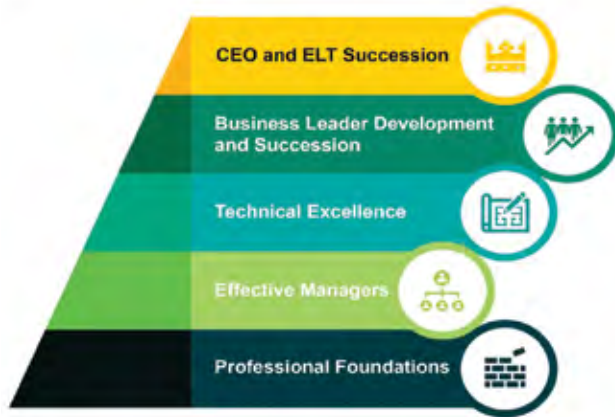 CEO and ELT Succession
Business Leader Development
and Succession
Technical Excellence
Effective Managers
Professional Foundations